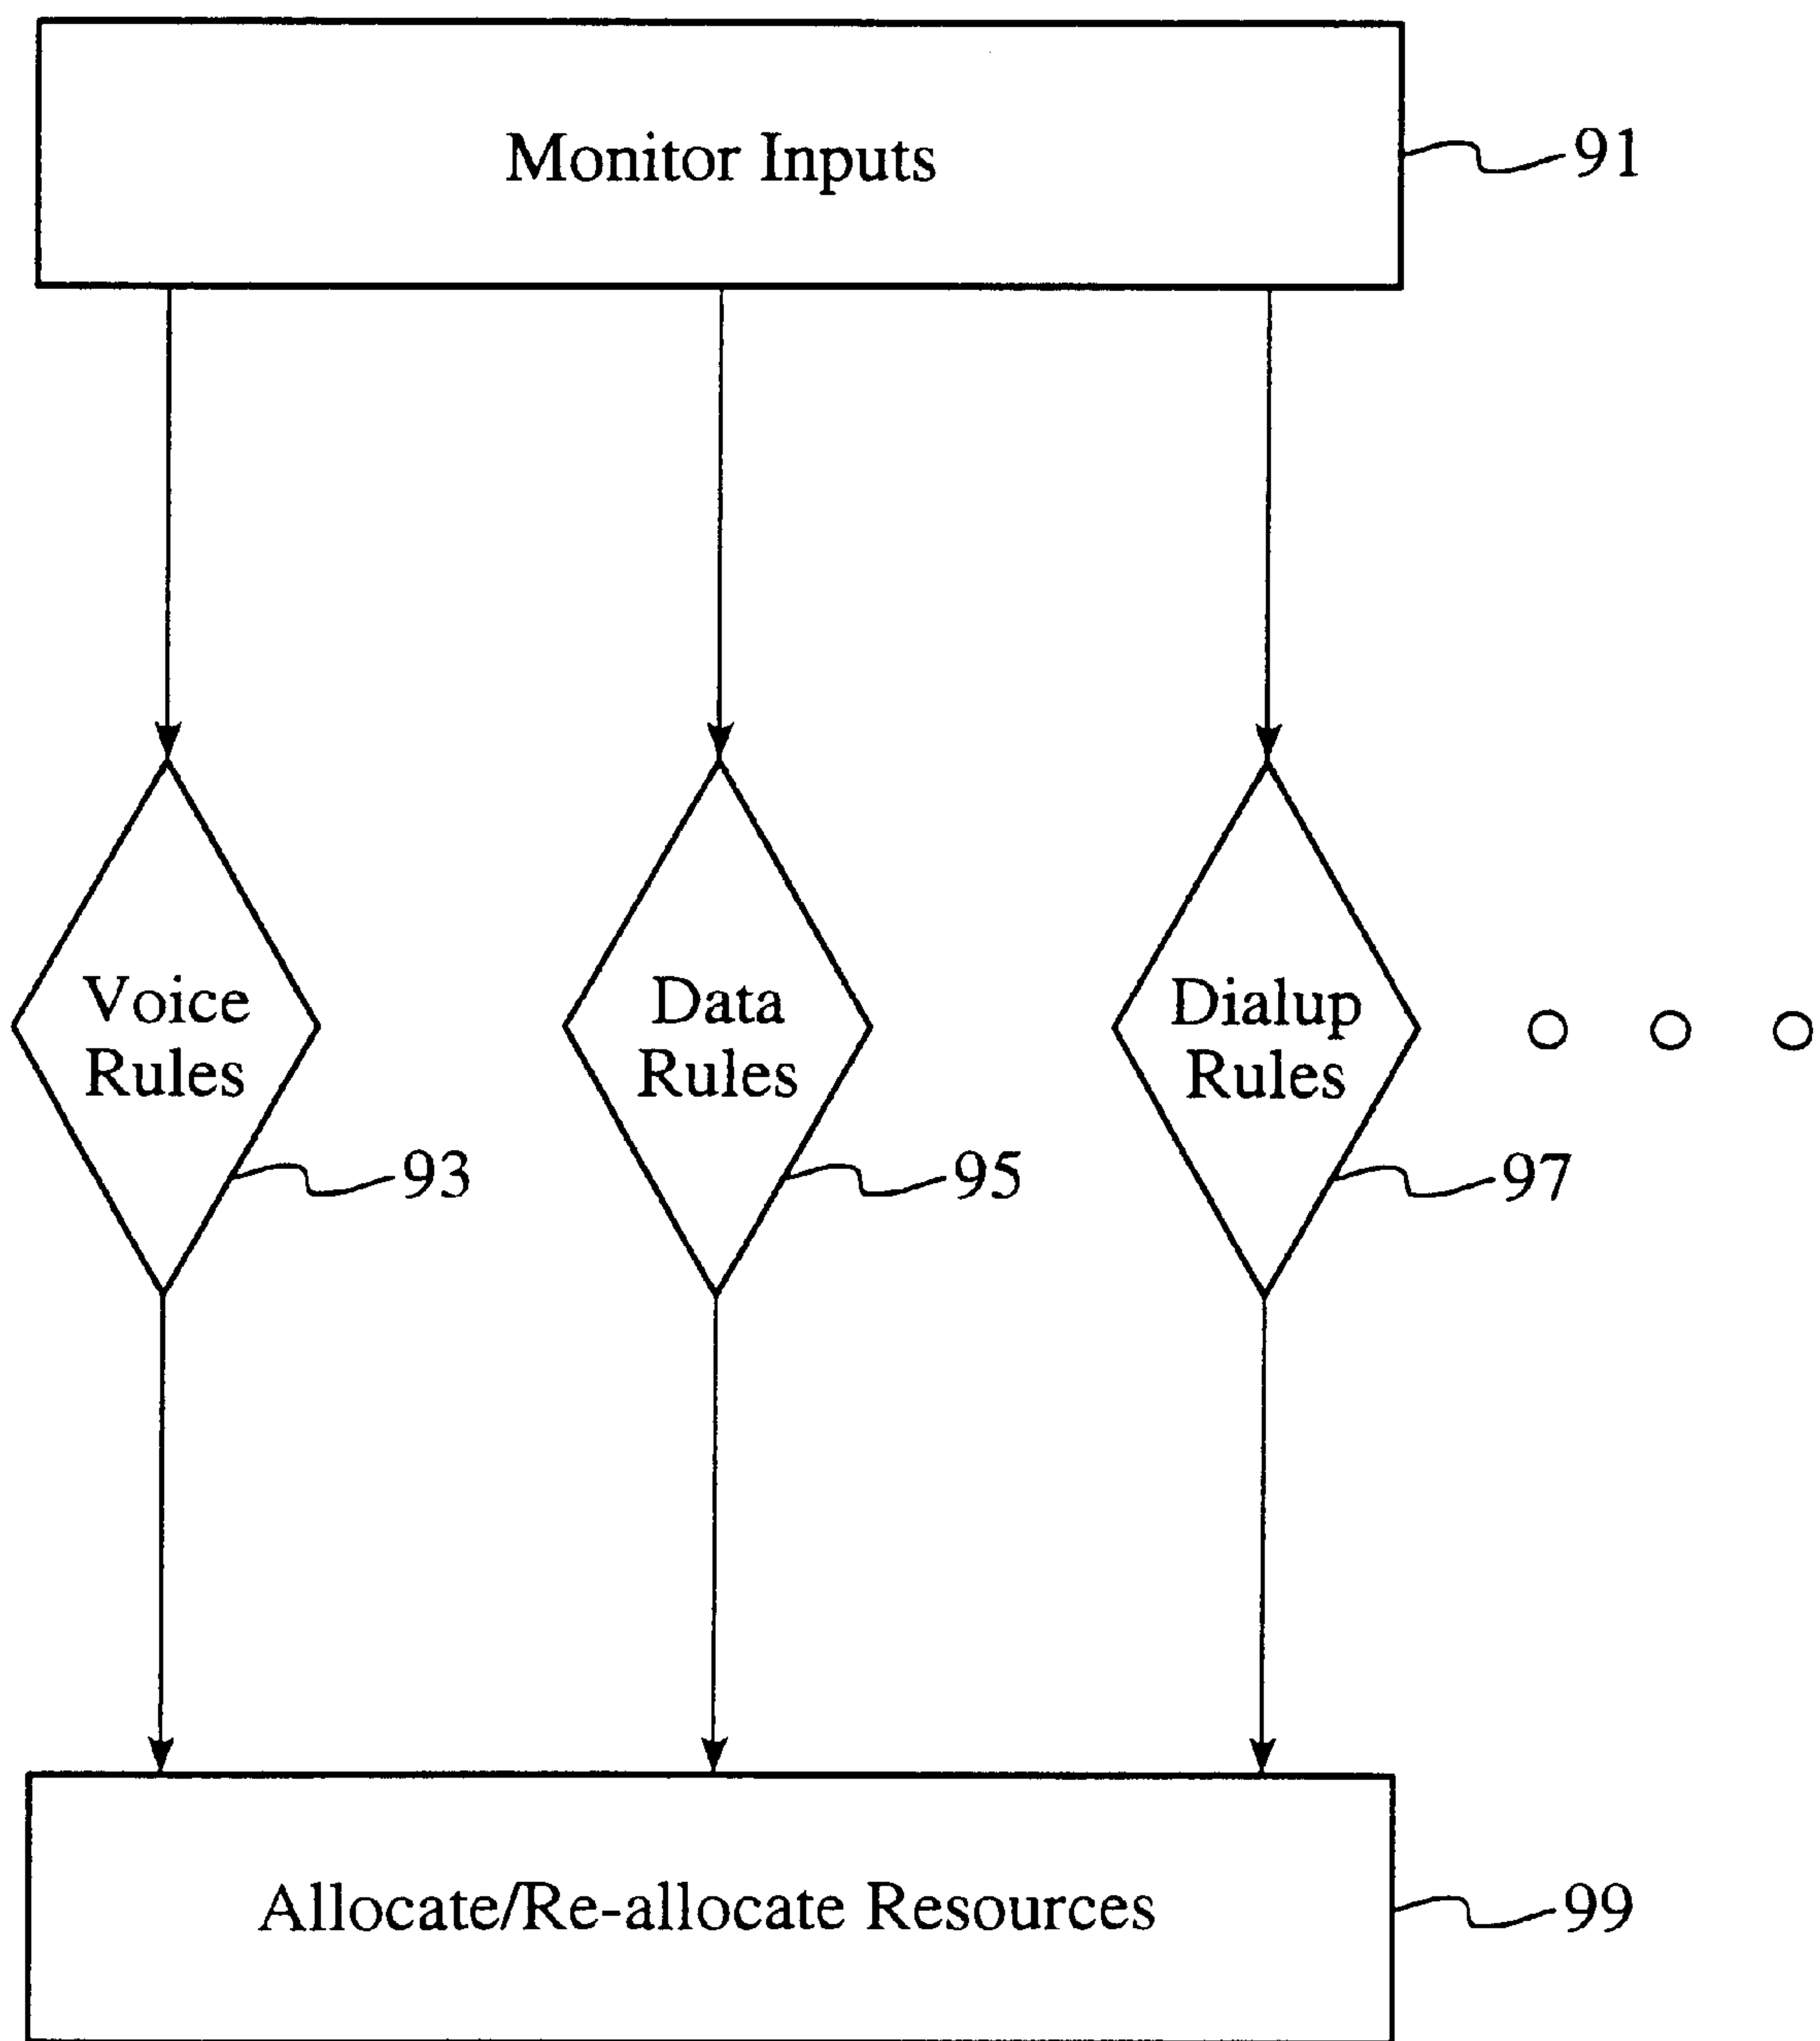 Monitor Inputs
91
Voice
Rules
93
Data
Rules
95
Dialup
Rules
97
Allocate/Re-allocate Resources
99